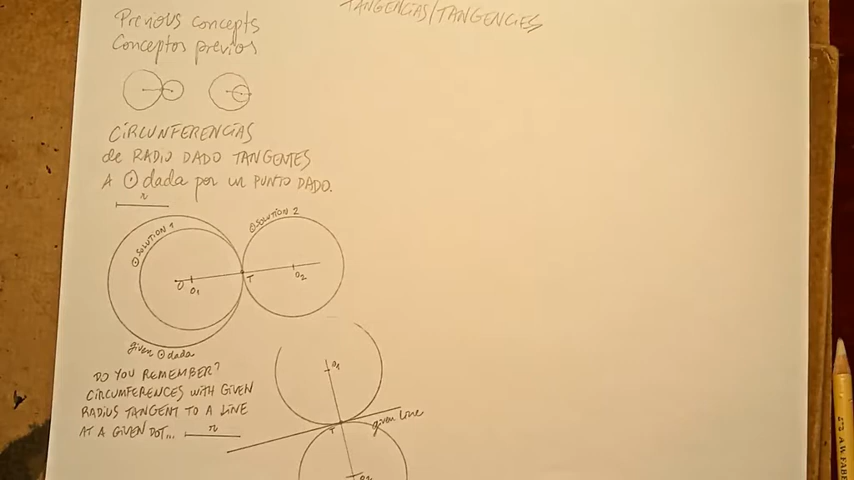 TANGENCIAS/TANGENCIES
Previous concepts
Conceptos previos
CIRCUNFERENCIAS
de RADIO DADO TANGENTES
A ⊙ dada por un PUNTO DADO.
r
⊙ SOLUTION 1
⊙ SOLUTION 2
O
O1
T
O2
given ⊙ dada
DO YOU REMEMBER?
CIRCUMFERENCES WITH GIVEN
RADIUS TANGENT TO A LINE
AT A GIVEN DOT...
r
O1
given line
T
O2
A.W. FABE